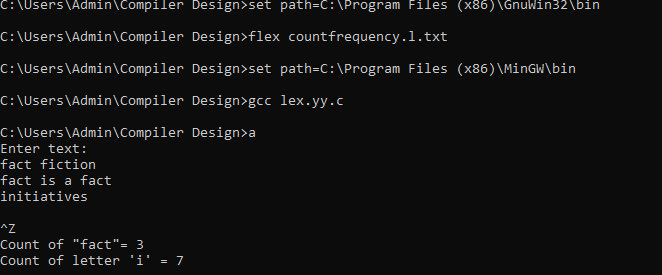 C:\Users\Admin\Compiler Design>set path=C:\Program Files (x86)\GnuWin32\bin
C:\Users\Admin\Compiler Design>flex countfrequency.l.txt
C:\Users\Admin\Compiler Design>set path=C:\Program Files (x86)\MinGW\bin
C:\Users\Admin\Compiler Design>gcc lex.yy.c
C:\Users\Admin\Compiler Design>a
Enter text:
fact fiction
fact is a fact
initiatives
^Z
Count of "fact"= 3
Count of letter 'i' = 7